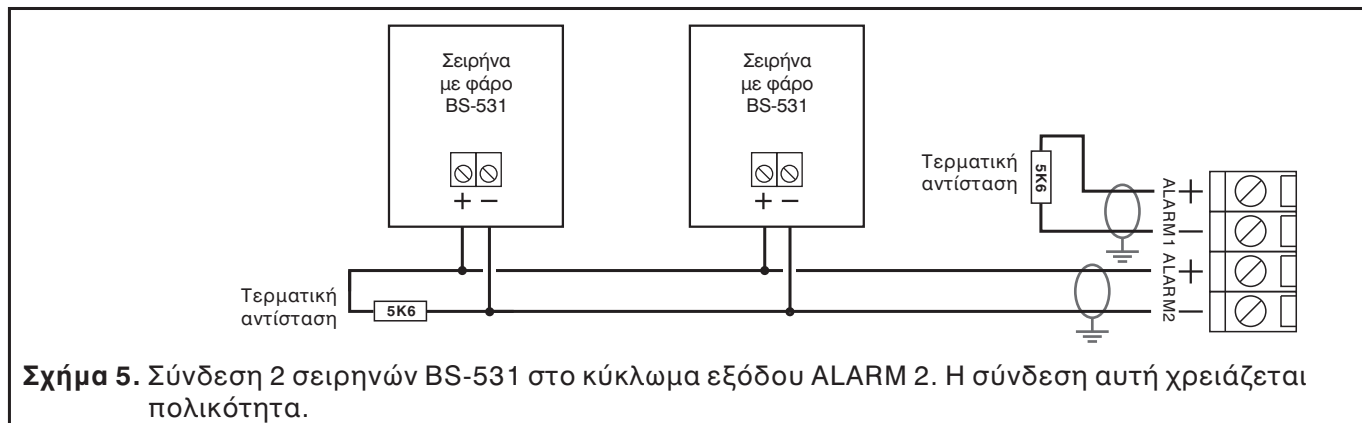 Σειρήνα
με φάρο
BS-531
+ −
Σειρήνα
με φάρο
BS-531
+ −
Τερματική
αντίσταση
5K6
ALARM1
+
−
ALARM2
+
−
Τερματική
αντίσταση
5K6
Σχήμα 5. Σύνδεση 2 σειρηνών BS-531 στο κύκλωμα εξόδου ALARM 2. Η σύνδεση αυτή χρειάζεται
πολικότητα.